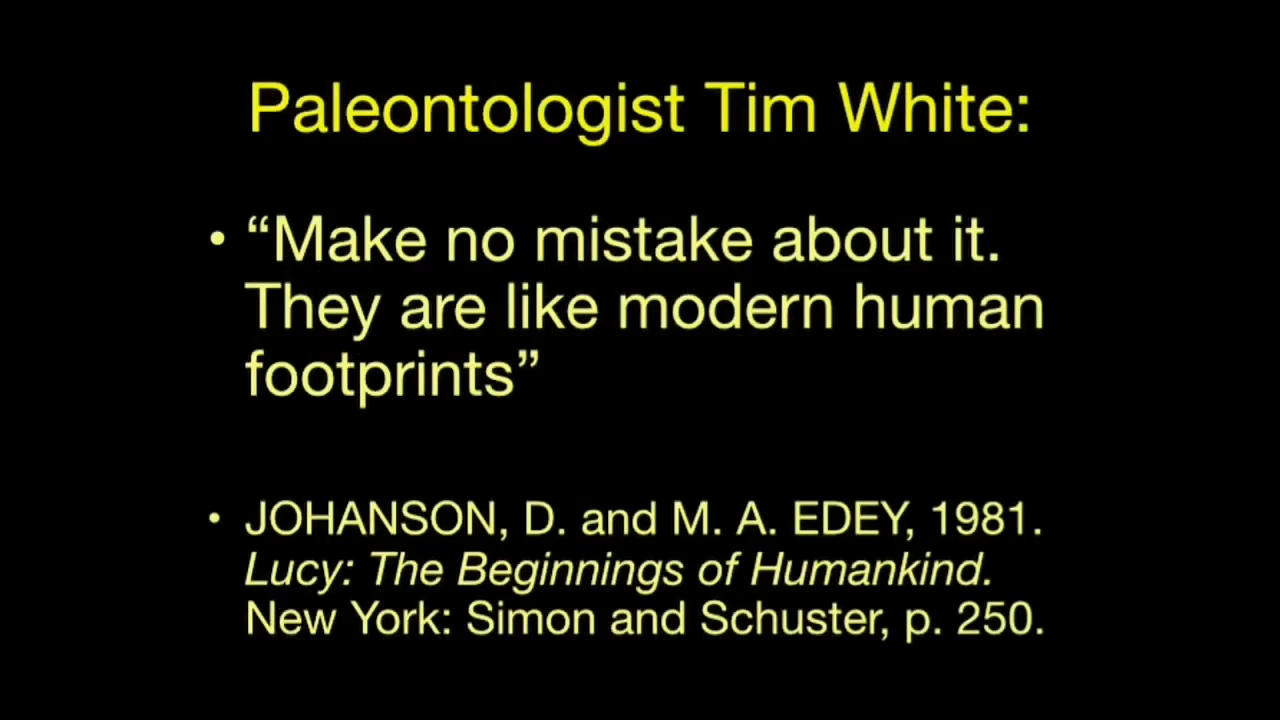 Paleontologist Tim White:
• “Make no mistake about it.
They are like modern human
footprints”
• JOHANSON, D. and M. A. EDEY, 1981.
Lucy: The Beginnings of Humankind.
New York: Simon and Schuster, p. 250.